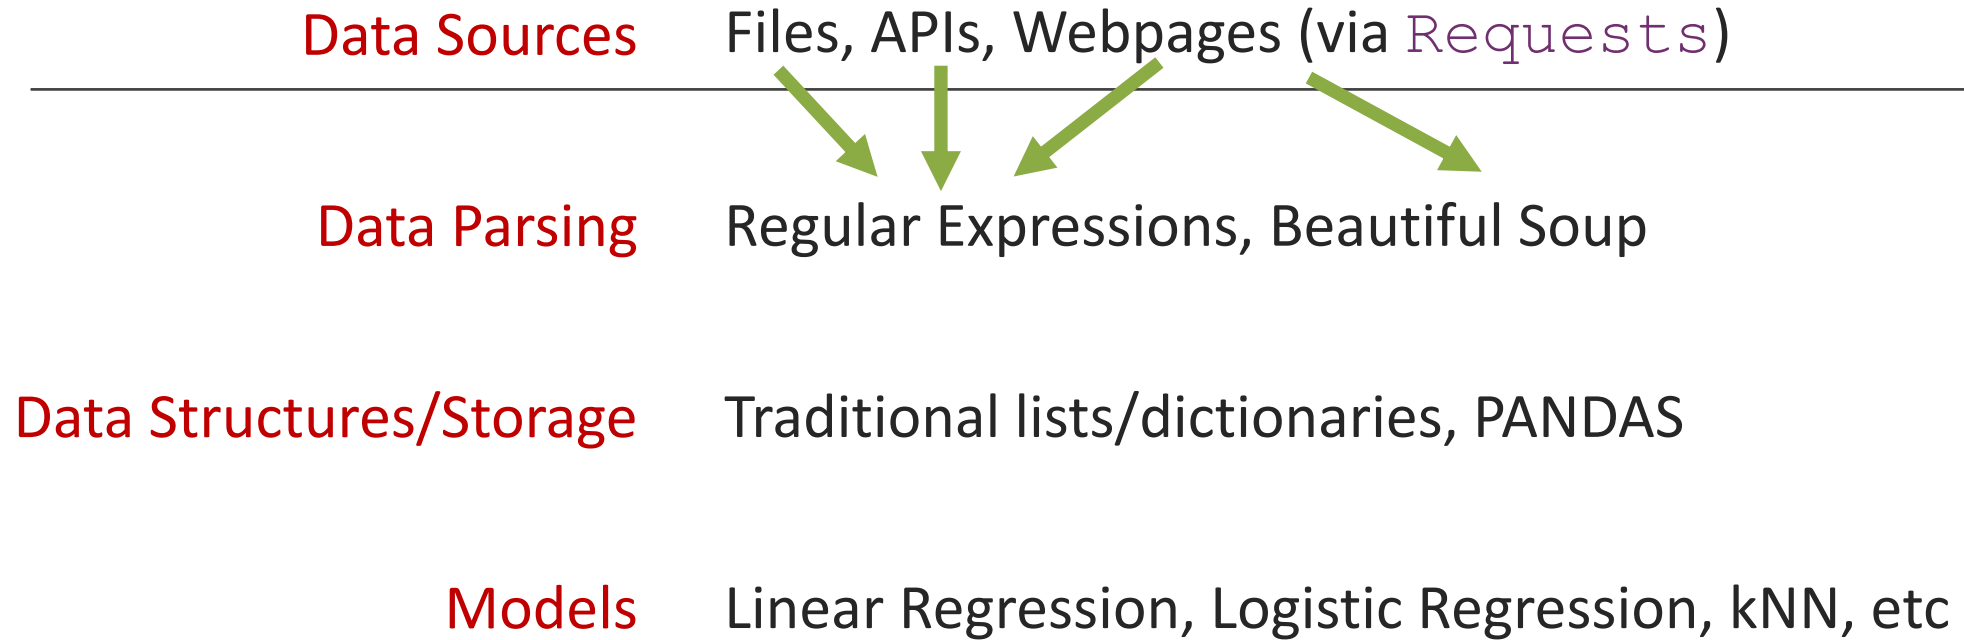 Data Sources Files, APIs, Webpages (via Requests)
Data Parsing Regular Expressions, Beautiful Soup
Data Structures/Storage Traditional lists/dictionaries, PANDAS
Models Linear Regression, Logistic Regression, kNN, etc